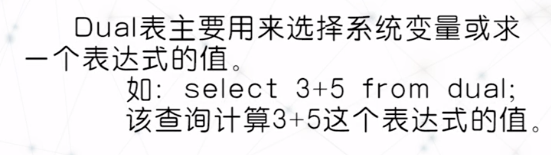 Dual表主要用来选择系统变量或求
一个表达式的值。
如: select 3+5 from dual;
该查询计算3+5这个表达式的值。